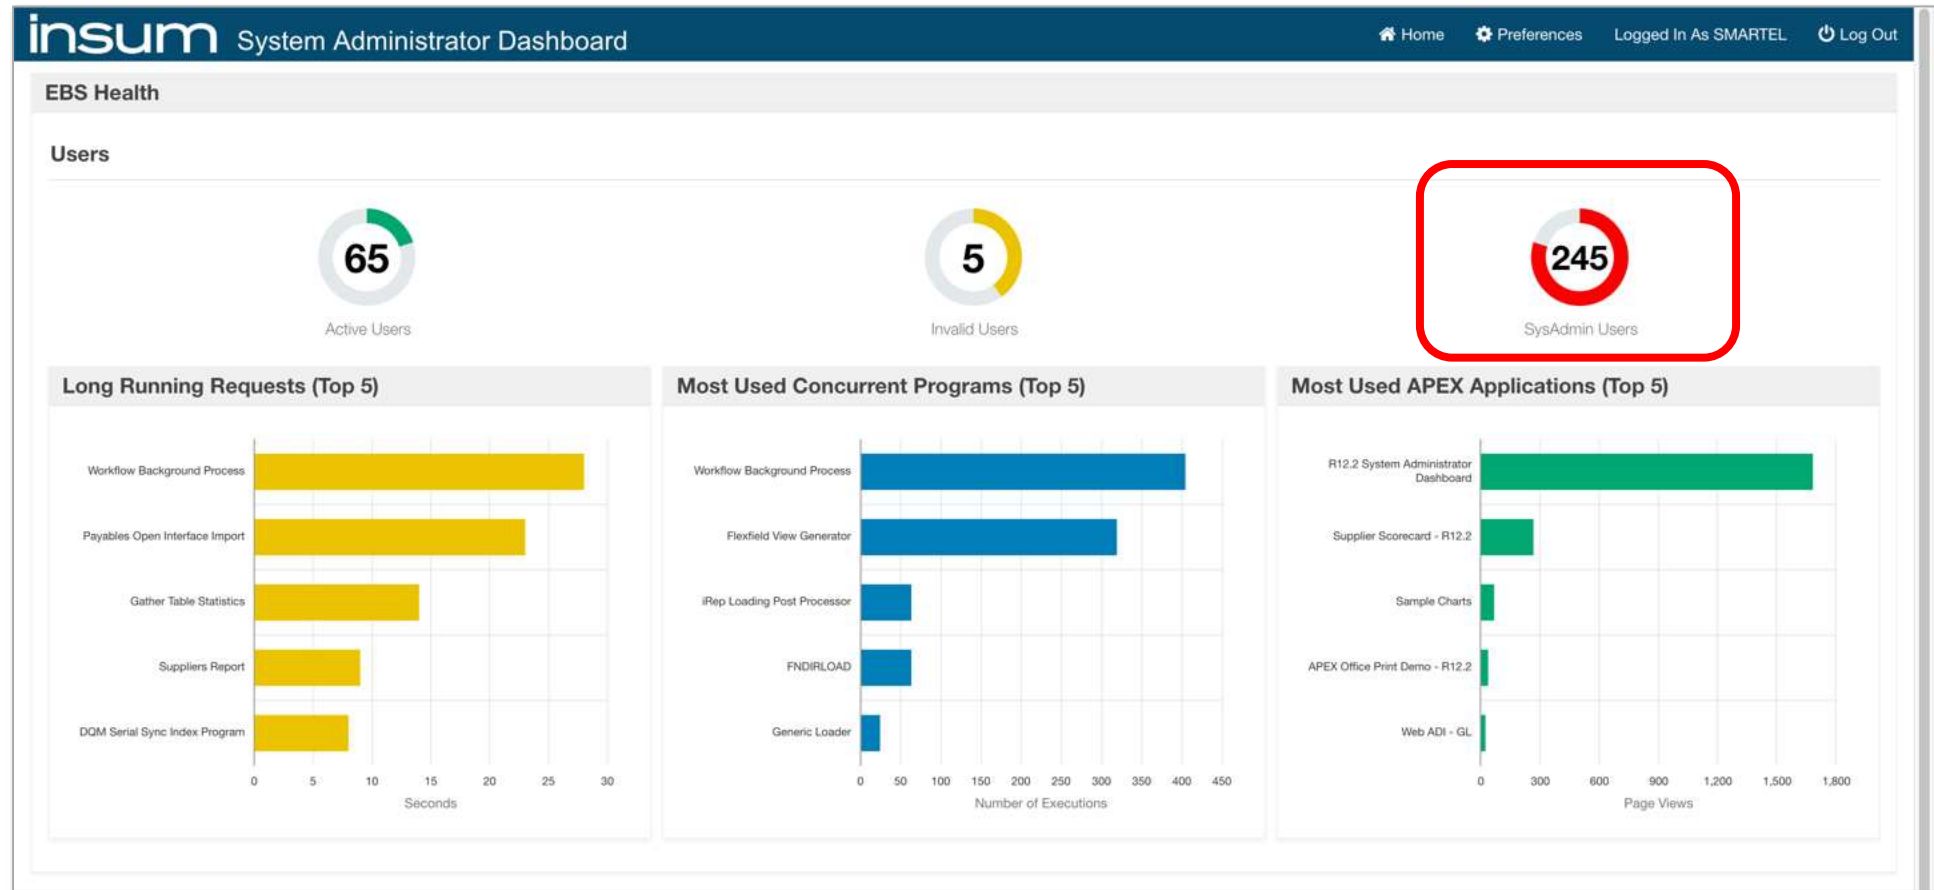 insum System Administrator Dashboard
Home Preferences Logged In As SMARTEL Log Out
EBS Health
Users
65
Active Users
5
Invalid Users
245
SysAdmin Users
Long Running Requests (Top 5)
Workflow Background Process
Payables Open Interface Import
Gather Table Statistics
Suppliers Report
DQM Serial Sync Index Program
0 5 10 15 20 25 30
Seconds
Most Used Concurrent Programs (Top 5)
Workflow Background Process
Flexfield View Generator
iRep Loading Post Processor
FNDIRLOAD
Generic Loader
0 50 100 150 200 250 300 350 400 450
Number of Executions
Most Used APEX Applications (Top 5)
R12.2 System Administrator
Dashboard
Supplier Scorecard - R12.2
Sample Charts
APEX Office Print Demo - R12.2
Web ADI - GL
0 300 600 900 1,200 1,500 1,800
Page Views